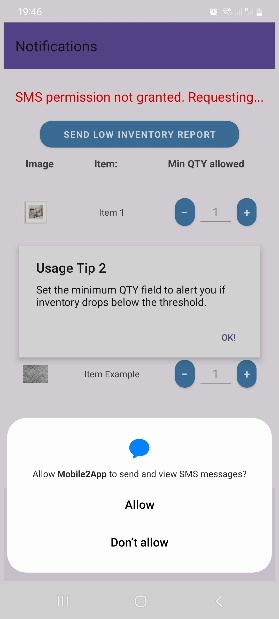 19:46
Notifications
SMS permission not granted. Requesting...
SEND LOW INVENTORY REPORT
Image Item: Min QTY allowed
Item 1 - 1 +
Usage Tip 2
Set the minimum QTY field to alert you if
inventory drops below the threshold.
OK!
Item Example - 1 +
Allow Mobile2App to send and view SMS messages?
Allow
Don't allow